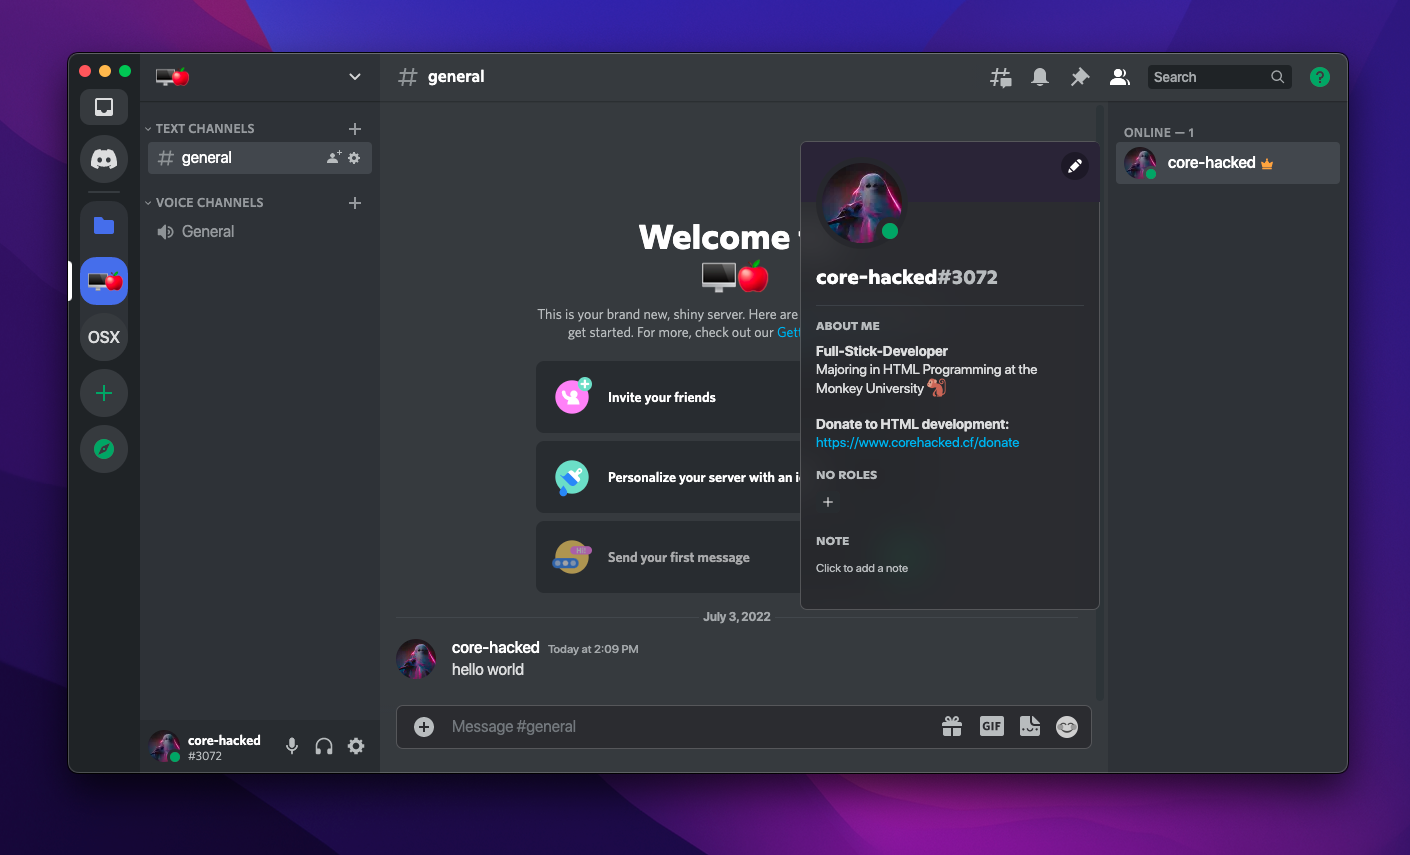 general
Search
?
TEXT CHANNELS
general
VOICE CHANNELS
General
OSX
core-hacked
#3072
Welcome
This is your brand new, shiny server. Here are
get started. For more, check out our
Invite your friends
Personalize your server with an
Send your first message
July 3, 2022
core-hacked Today at 2:09 PM
hello world
Message #general
GIF
core-hacked#3072
ABOUT ME
Full-Stick-Developer
Majoring in HTML Programming at the
Monkey University
Donate to HTML development:
https://www.corehacked.cf/donate
NO ROLES
NOTE
Click to add a note
ONLINE — 1
core-hacked